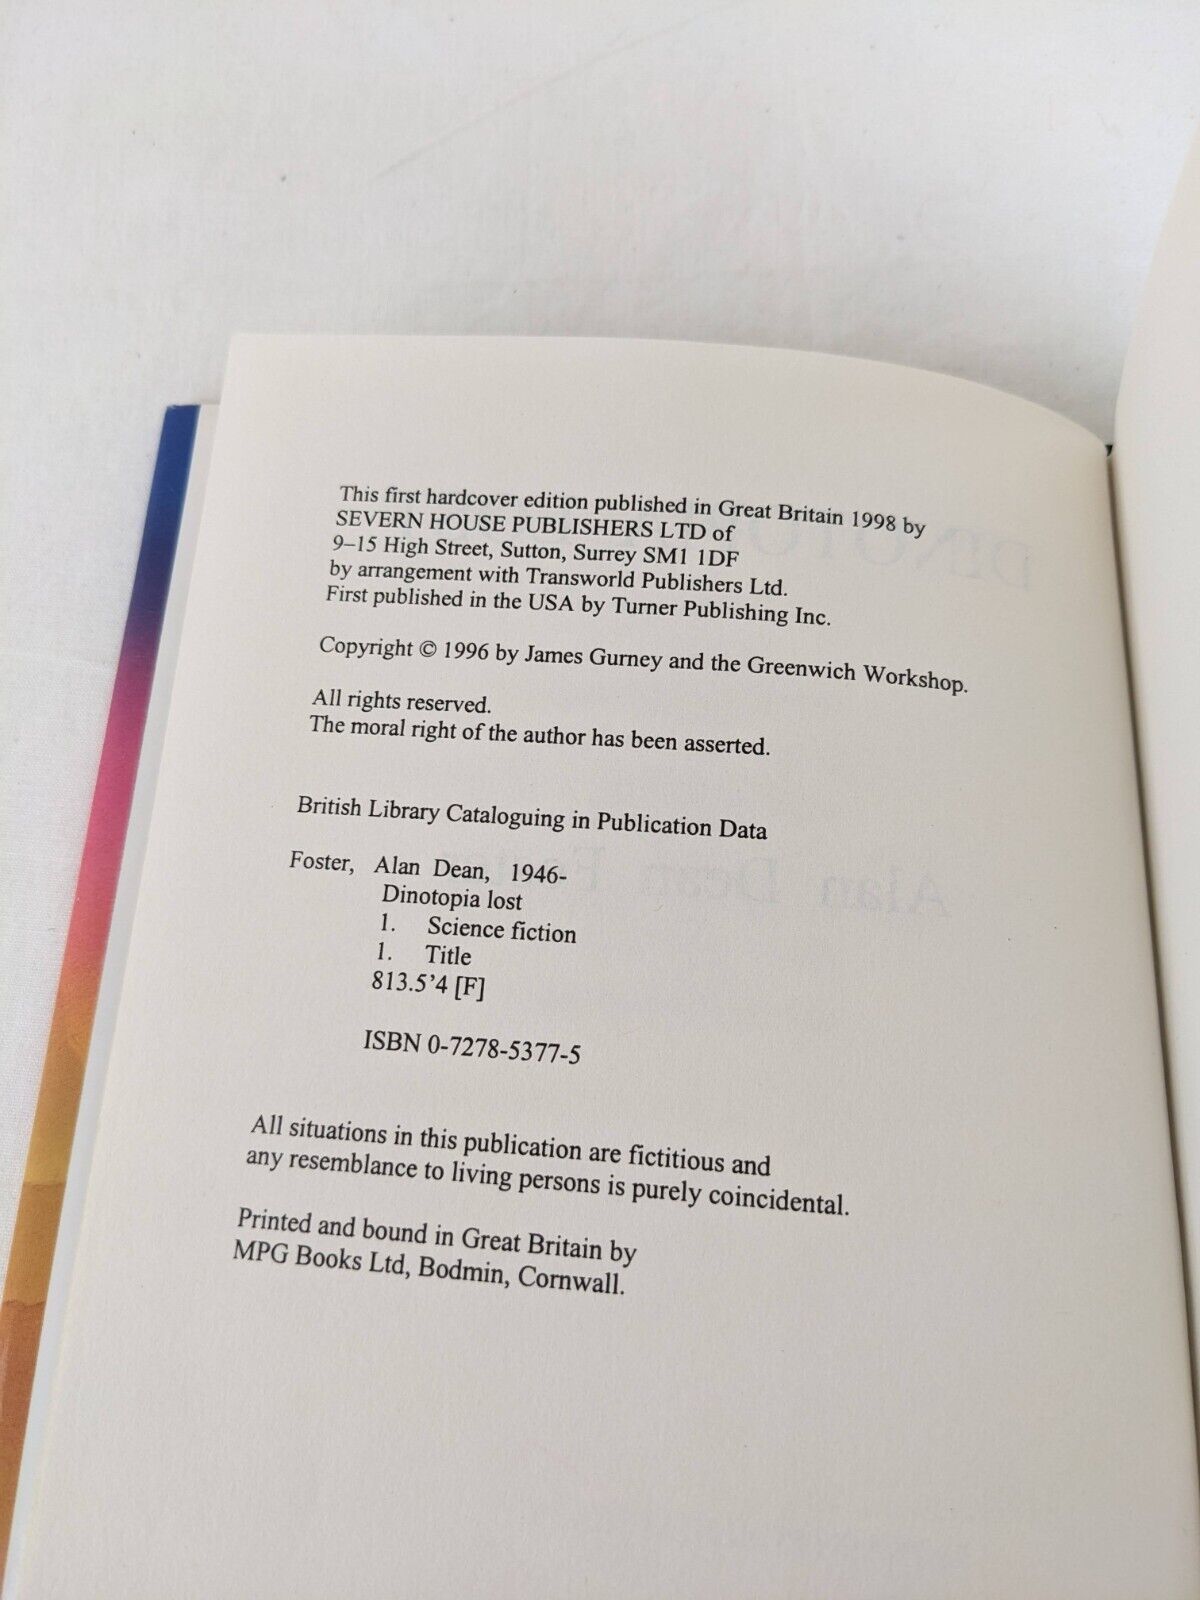 This first hardcover edition published in Great Britain 1998 by
SEVERN HOUSE PUBLISHERS LTD of
9–15 High Street, Sutton, Surrey SM1 1DF
by arrangement with Transworld Publishers Ltd.
First published in the USA by Turner Publishing Inc.
Copyright © 1996 by James Gurney and the Greenwich Workshop.
All rights reserved.
The moral right of the author has been asserted.
British Library Cataloguing in Publication Data
Foster, Alan Dean, 1946-
Dinotopia lost
1. Science fiction
1. Title
813.5'4 [F]
ISBN 0-7278-5377-5
All situations in this publication are fictitious and
any resemblance to living persons is purely coincidental.
Printed and bound in Great Britain by
MPG Books Ltd, Bodmin, Cornwall.